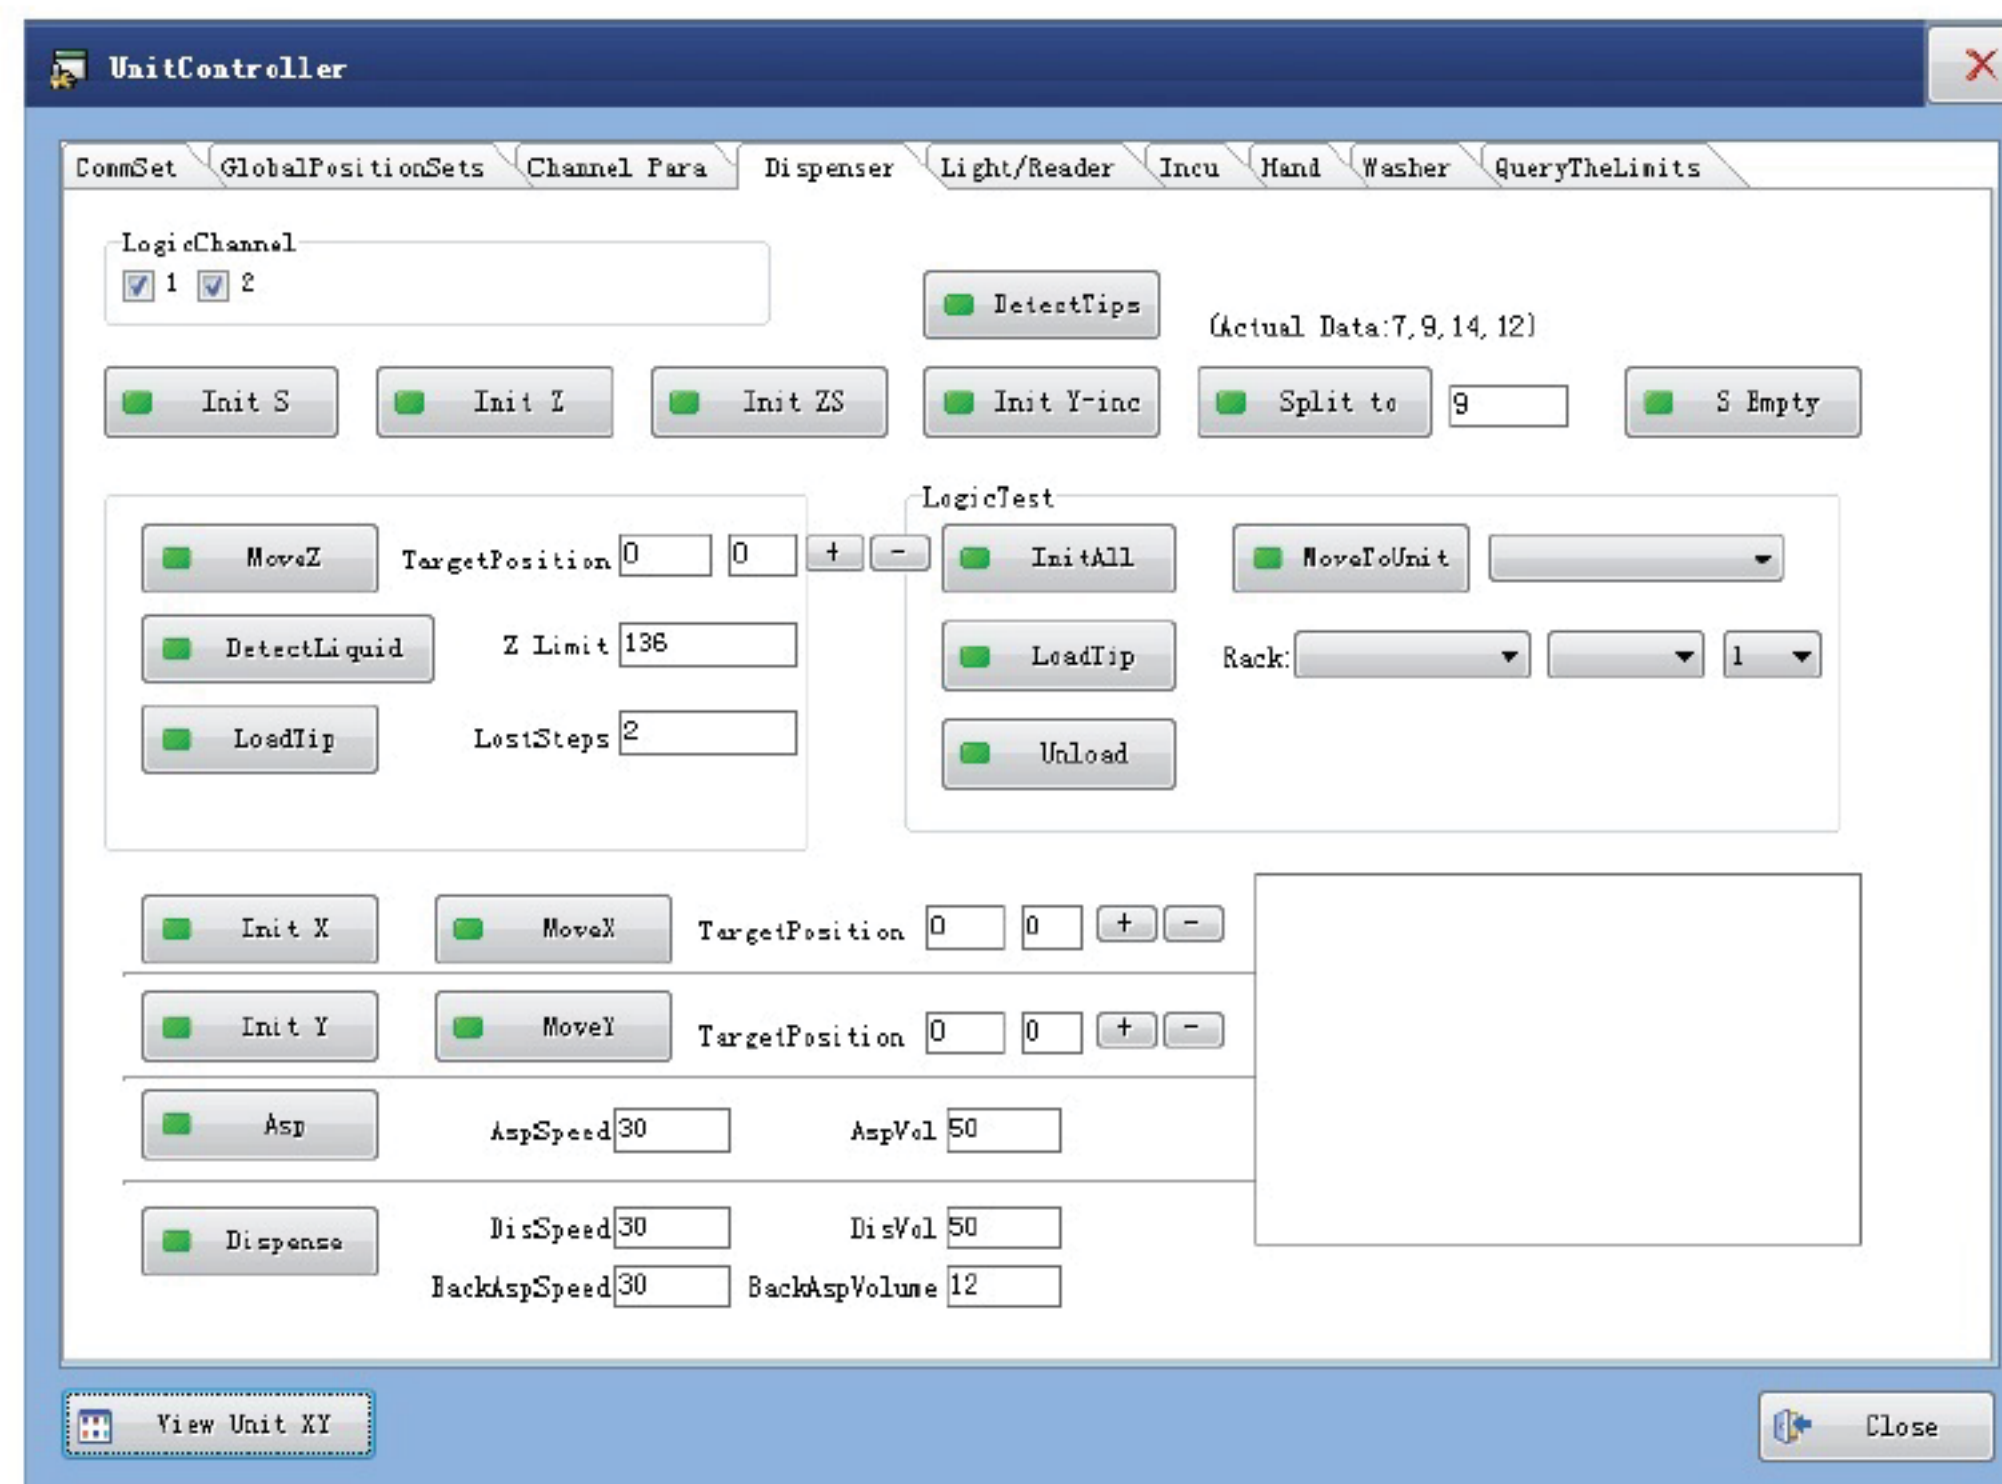 UnitController
CommSet GlobalPositionSets Channel Para Dispenser Light/Reader Incu Hand Washer QueryTheLimits
LogicChannel
1 2
DetectTips (Actual Data:7,9,14,12)
Init S Init Z Init ZS Init Y-inc Split to 9 S Empty
LogicTest
MoveZ TargetPosition 0 0 + - InitAll MoveToUnit
DetectLiquid Z Limit 136 LoadTip Rack: 1
LoadTip LostSteps 2 Unload
Init X MoveX TargetPosition 0 0 + -
Init Y MoveY TargetPosition 0 0 + -
Asp AspSpeed 30 AspVol 50
Dispense DisSpeed 30 DisVol 50
BackAspSpeed 30 BackAspVolume 12
View Unit XY Close